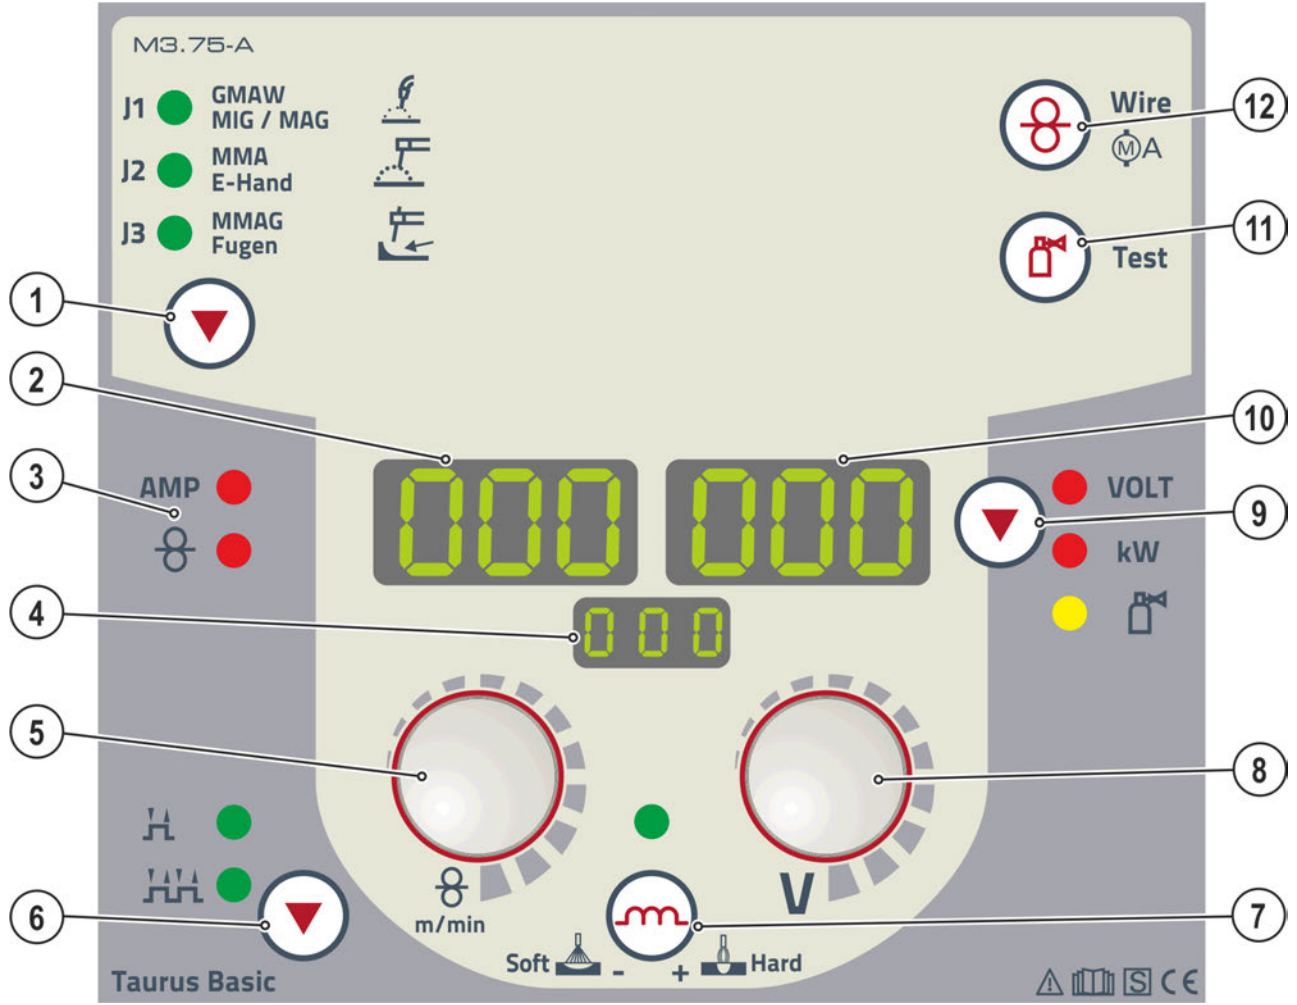 M3.75-A
J1 GMAW
MIG / MAG
J2 MMA
E-Hand
J3 MMAG
Fugen
Wire
M A
Test
12
11
1
2
10
3
AMP
000
000
VOLT
9
kW
4
000
5
8
6
m/min
V
7
Soft - + Hard
Taurus Basic
S CE